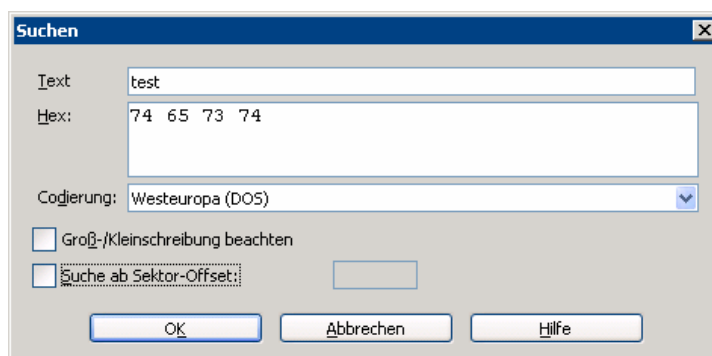 Suchen
Text
test
Hex:
74 65 73 74
Codierung:
Westeuropa (DOS)
Groß-/Kleinschreibung beachten
Suche ab Sektor-Offset:
OK
Abbrechen
Hilfe